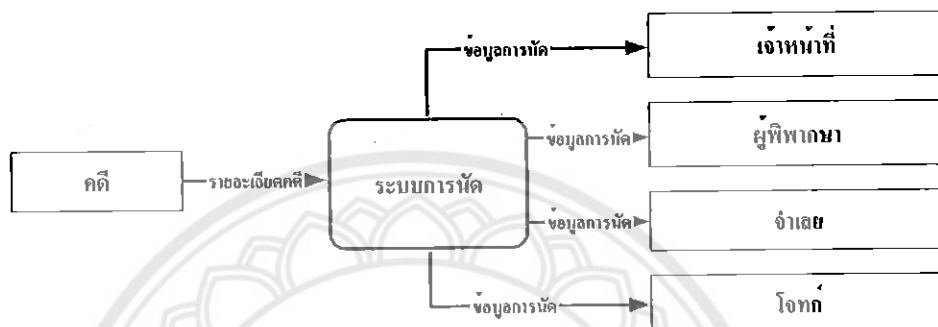 ข้อมูลการนัด
เจ้าหน้าที่
ข้อมูลการนัด
ผู้พิพากษา
คดี
รายละเอียดคดี
ระบบการนัด
ข้อมูลการนัด
จำเลย
ข้อมูลการนัด
โจทก์